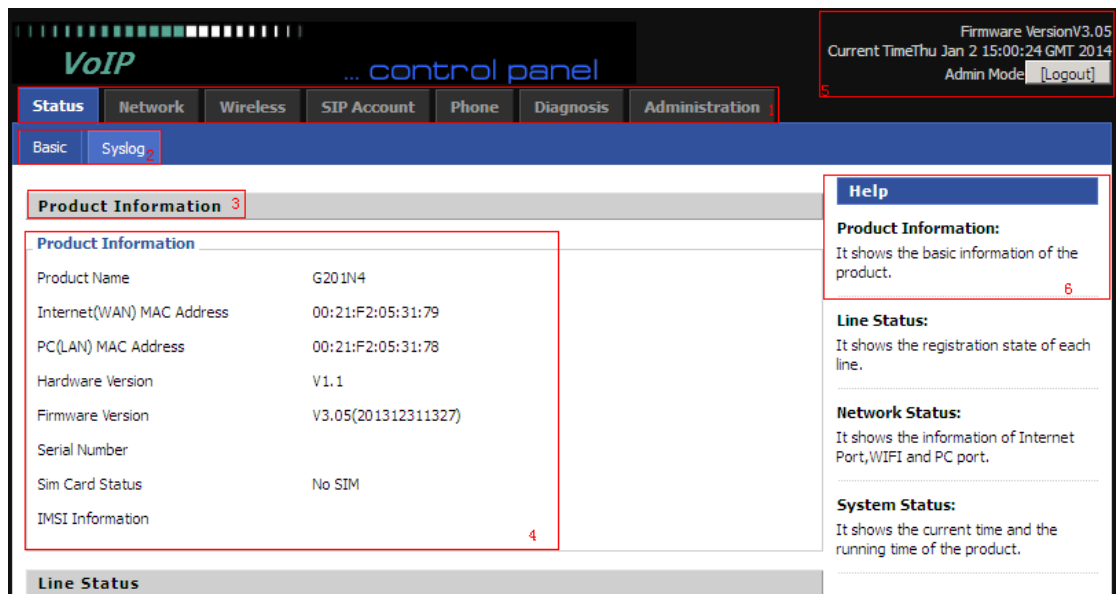 VoIP
... control panel
Firmware VersionV3.05
Current TimeThu Jan 2 15:00:24 GMT 2014
Admin Mode [Logout]
5
Status Network Wireless SIP Account Phone Diagnosis Administration 1
Basic Syslog 2
Product Information 3
Product Information
Product Name G201N4
Internet(WAN) MAC Address 00:21:F2:05:31:79
PC(LAN) MAC Address 00:21:F2:05:31:78
Hardware Version V1.1
Firmware Version V3.05(201312311327)
Serial Number
Sim Card Status No SIM
IMSI Information
4
Line Status
Help
Product Information:
It shows the basic information of the
product.
6
Line Status:
It shows the registration state of each
line.
Network Status:
It shows the information of Internet
Port,WIFI and PC port.
System Status:
It shows the current time and the
running time of the product.